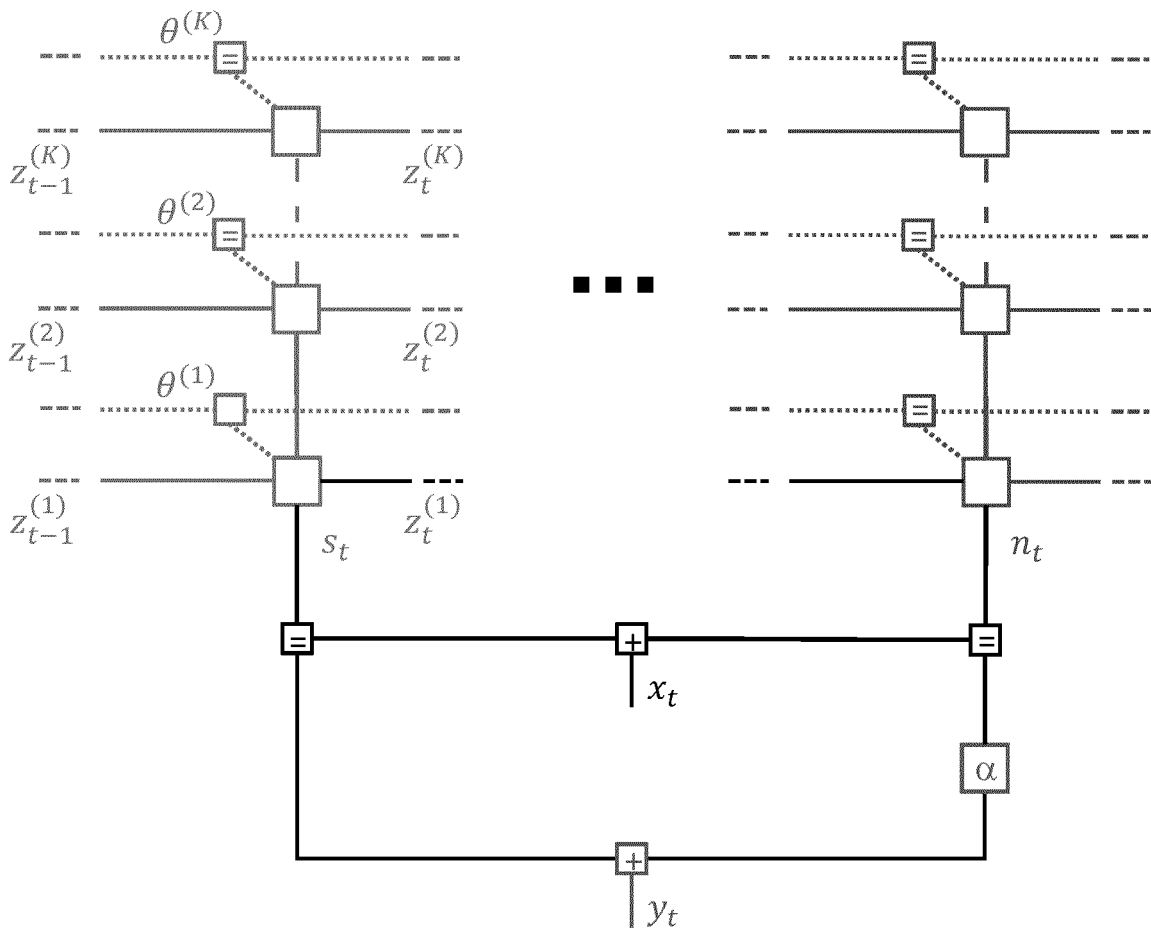 θ^{(K)}
= =
z_{t-1}^{(K)} z_t^{(K)}
θ^{(2)}
= =
z_{t-1}^{(2)} z_t^{(2)}
θ^{(1)}
=
z_{t-1}^{(1)} z_t^{(1)}
s_t n_t
= + =
x_t
α
+
y_t